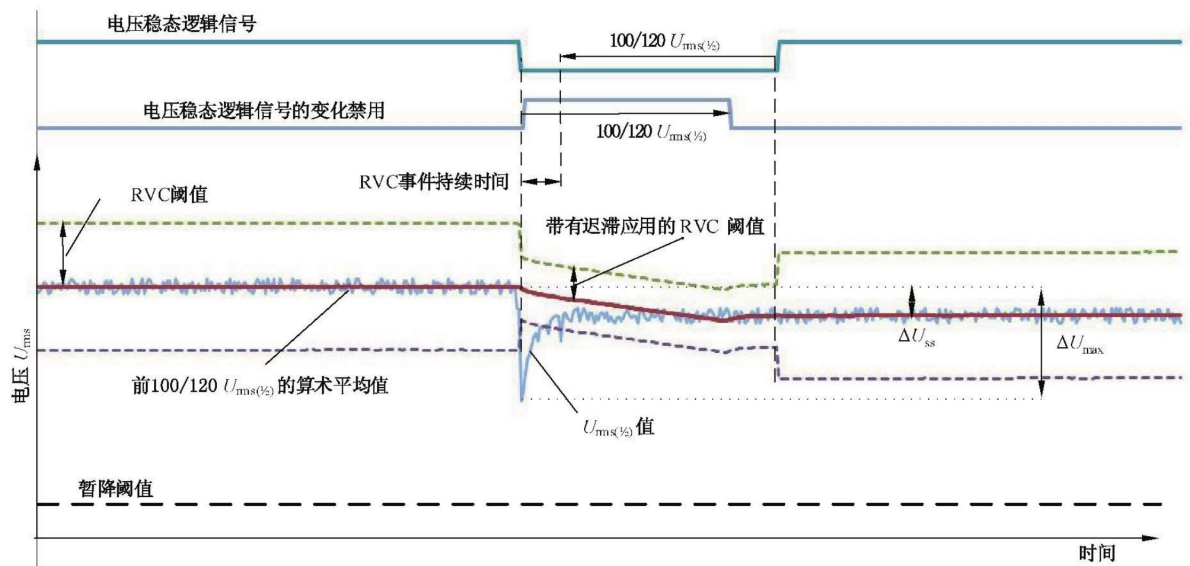 电压稳态逻辑信号
100/120 Urms(½)
电压稳态逻辑信号的变化禁用
100/120 Urms(½)
RVC事件持续时间
RVC阈值
带有迟滞应用的RVC 阈值
电压 Urms
ΔUss
ΔUmax
前100/120 Urms(½)的算术平均值
Urms(½)值
暂降阈值
时间